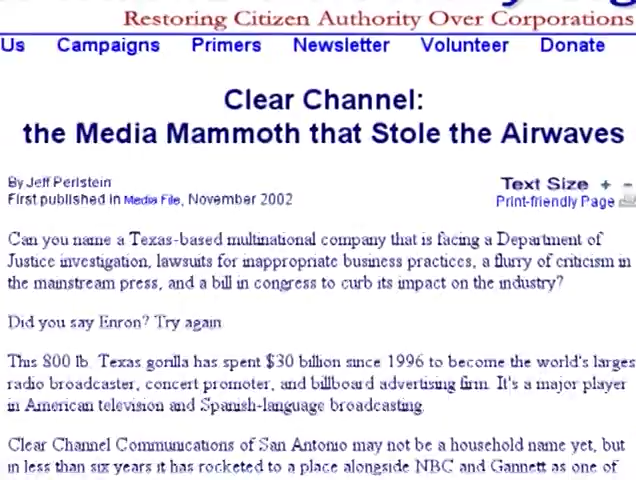 Restoring Citizen Authority Over Corporations
Us Campaigns Primers Newsletter Volunteer Donate
Clear Channel:
the Media Mammoth that Stole the Airwaves
By Jeff Perlstein
First published in Media File, November 2002
Text Size + -
Print-friendly Page
Can you name a Texas-based multinational company that is facing a Department of
Justice investigation, lawsuits for inappropriate business practices, a flurry of criticism in
the mainstream press, and a bill in congress to curb its impact on the industry?
Did you say Enron? Try again
This 800 lb. Texas gorilla has spent $30 billion since 1996 to become the world's larges
radio broadcaster, concert promoter, and billboard advertising firm. It's a major player
in American television and Spanish-language broadcasting.
Clear Channel Communications of San Antonio may not be a household name yet, but
in less than six years it has rocketed to a place alongside NBC and Gannett as one of